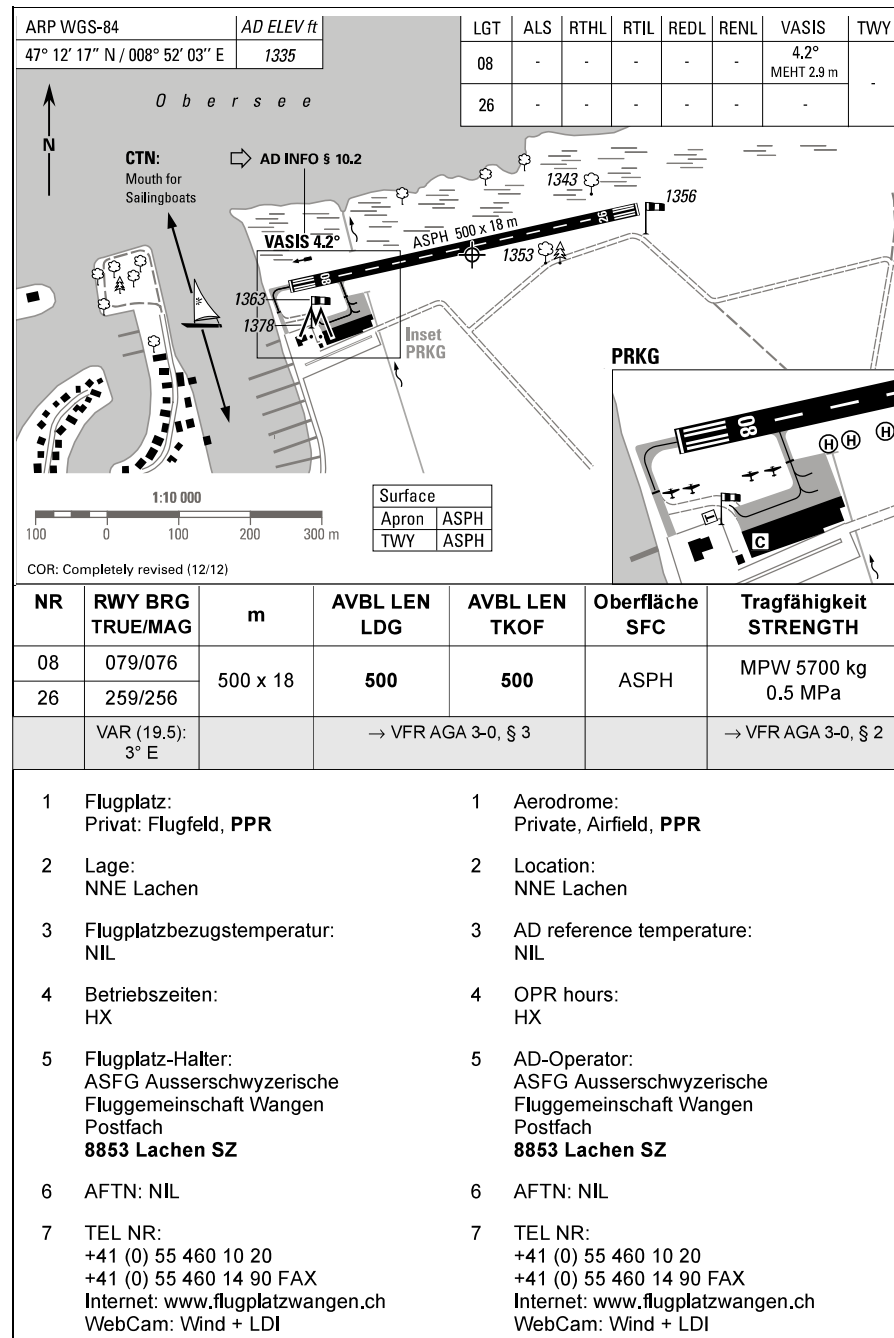 ARP WGS-84 AD ELEV ft
47° 12' 17'' N / 008° 52' 03'' E 1335
LGT ALS RTHL RTIL REDL RENL VASIS TWY
08 - - - - - 4.2° MEHT 2.9 m -
26 - - - - - -
O b e r s e e
N
CTN:
Mouth for
Sailingboats
AD INFO § 10.2
VASIS 4.2°
1343
1356
ASPH 500 x 18 m
26
1353
08
1363
1378
Inset
PRKG
PRKG
08
H H H
C
1:10 000
100 0 100 200 300 m
Surface
Apron ASPH
TWY ASPH
COR: Completely revised (12/12)
NR RWY BRG TRUE/MAG m AVBL LEN LDG AVBL LEN TKOF Oberfläche SFC Tragfähigkeit STRENGTH
08 079/076 500 x 18 500 500 ASPH MPW 5700 kg 0.5 MPa
26 259/256
VAR (19.5): 3° E → VFR AGA 3-0, § 3 → VFR AGA 3-0, § 2
1 Flugplatz:
Privat: Flugfeld, PPR
2 Lage:
NNE Lachen
3 Flugplatzbezugstemperatur:
NIL
4 Betriebszeiten:
HX
5 Flugplatz-Halter:
ASFG Ausserschwyzerische
Fluggemeinschaft Wangen
Postfach
8853 Lachen SZ
6 AFTN: NIL
7 TEL NR:
+41 (0) 55 460 10 20
+41 (0) 55 460 14 90 FAX
Internet: www.flugplatzwangen.ch
WebCam: Wind + LDI
1 Aerodrome:
Private, Airfield, PPR
2 Location:
NNE Lachen
3 AD reference temperature:
NIL
4 OPR hours:
HX
5 AD-Operator:
ASFG Ausserschwyzerische
Fluggemeinschaft Wangen
Postfach
8853 Lachen SZ
6 AFTN: NIL
7 TEL NR:
+41 (0) 55 460 10 20
+41 (0) 55 460 14 90 FAX
Internet: www.flugplatzwangen.ch
WebCam: Wind + LDI